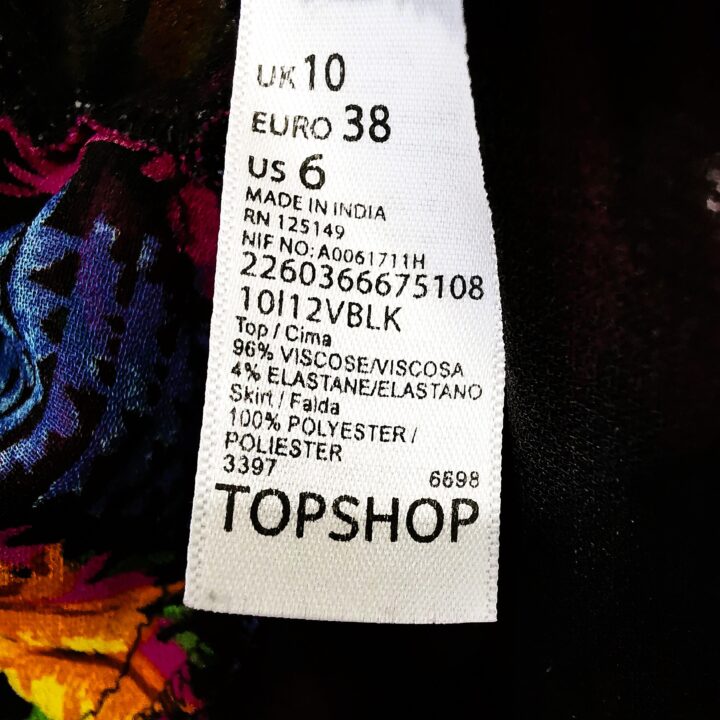 UK 10
EURO 38
US 6
MADE IN INDIA
RN 125149
NIF NO: A0061711H
2260366675108
10I12VBLK
Top / Cima
96% VISCOSE/VISCOSA
4% ELASTANE/ELASTANO
Skirt / Falda
100% POLYESTER /
POLIESTER
3397 6698
TOPSHOP